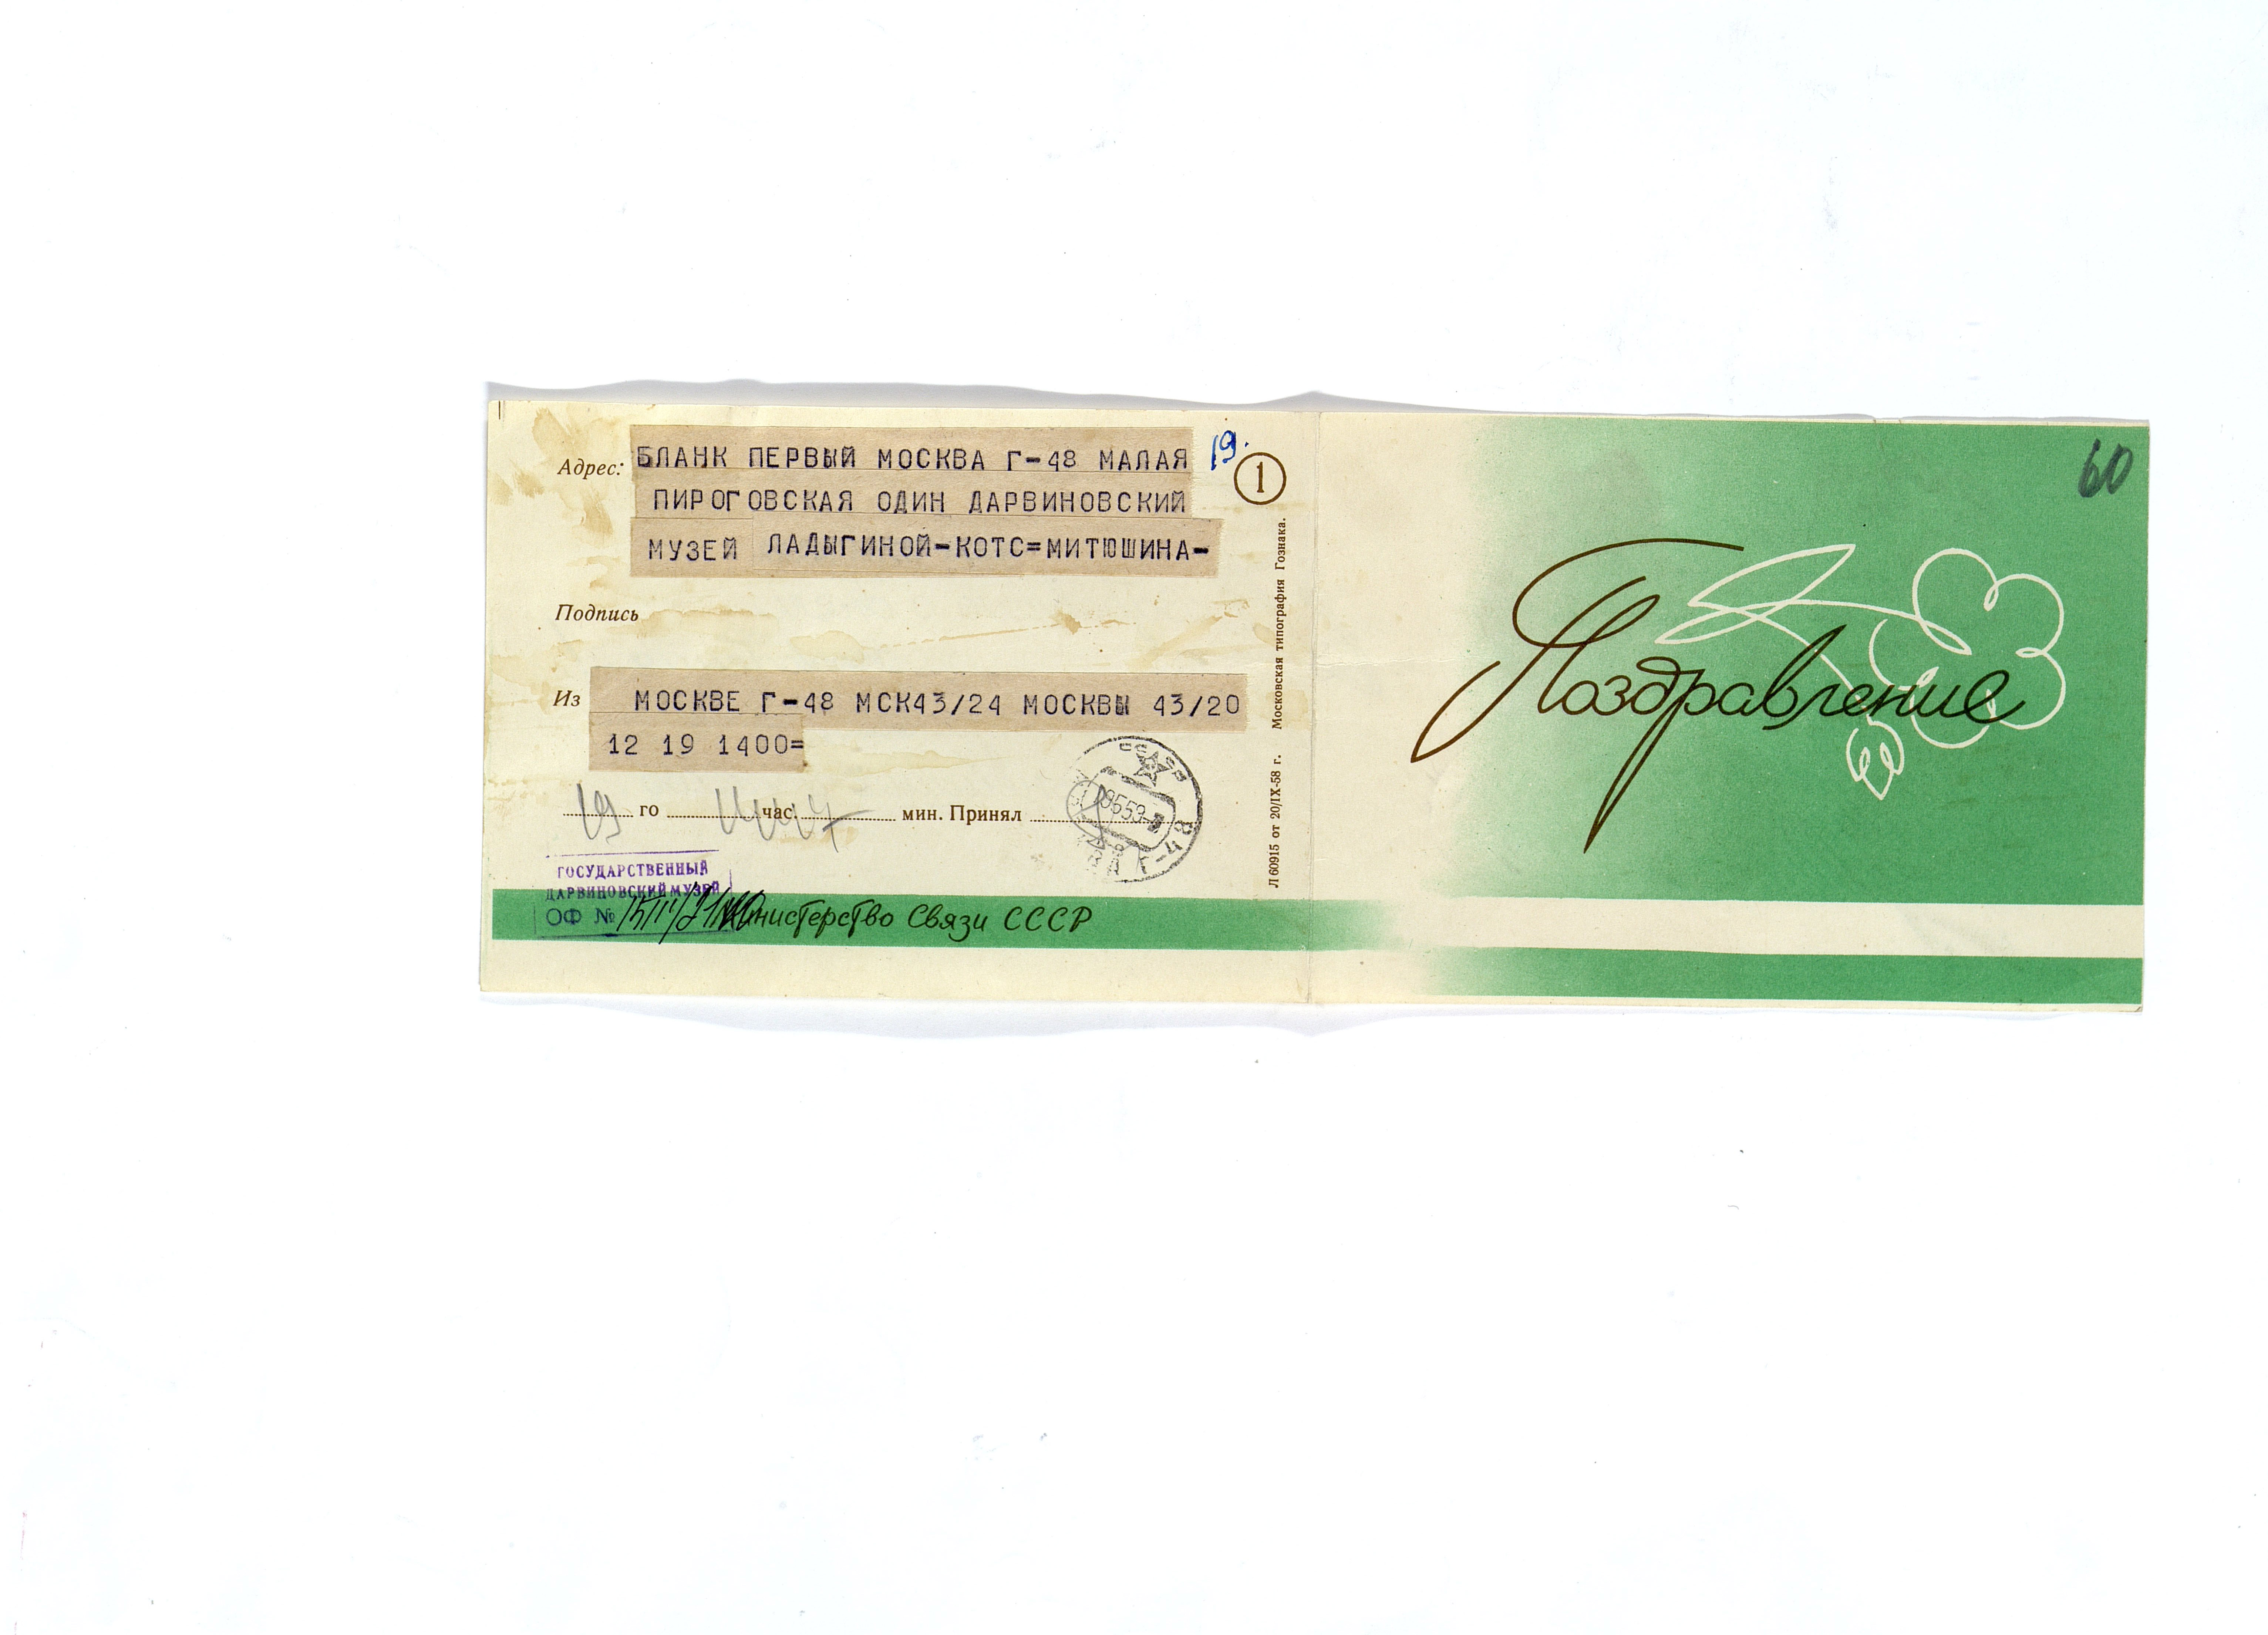 Адрес: БЛАНК ПЕРВЫЙ МОСКВА Г-48 МАЛАЯ
ПИРОГОВСКАЯ ОДИН ДАРВИНОВСКИЙ
МУЗЕЙ ЛАДЫГИНОЙ-КОТС=МИТЮШИНА-
19.
1
Подпись
Из МОСКВЕ Г-48 МСК43/24 МОСКВЫ 43/20
12 19 1400=
19 го час. мин. Принял
ГОСУДАРСТВЕННЫЙ
ДАРВИНОВСКИЙ МУЗЕЙ
ОФ №
Министерство Связи СССР
Л 60915 от 20/IX-58 г. Московская типография Гознака.
60
Поздравление